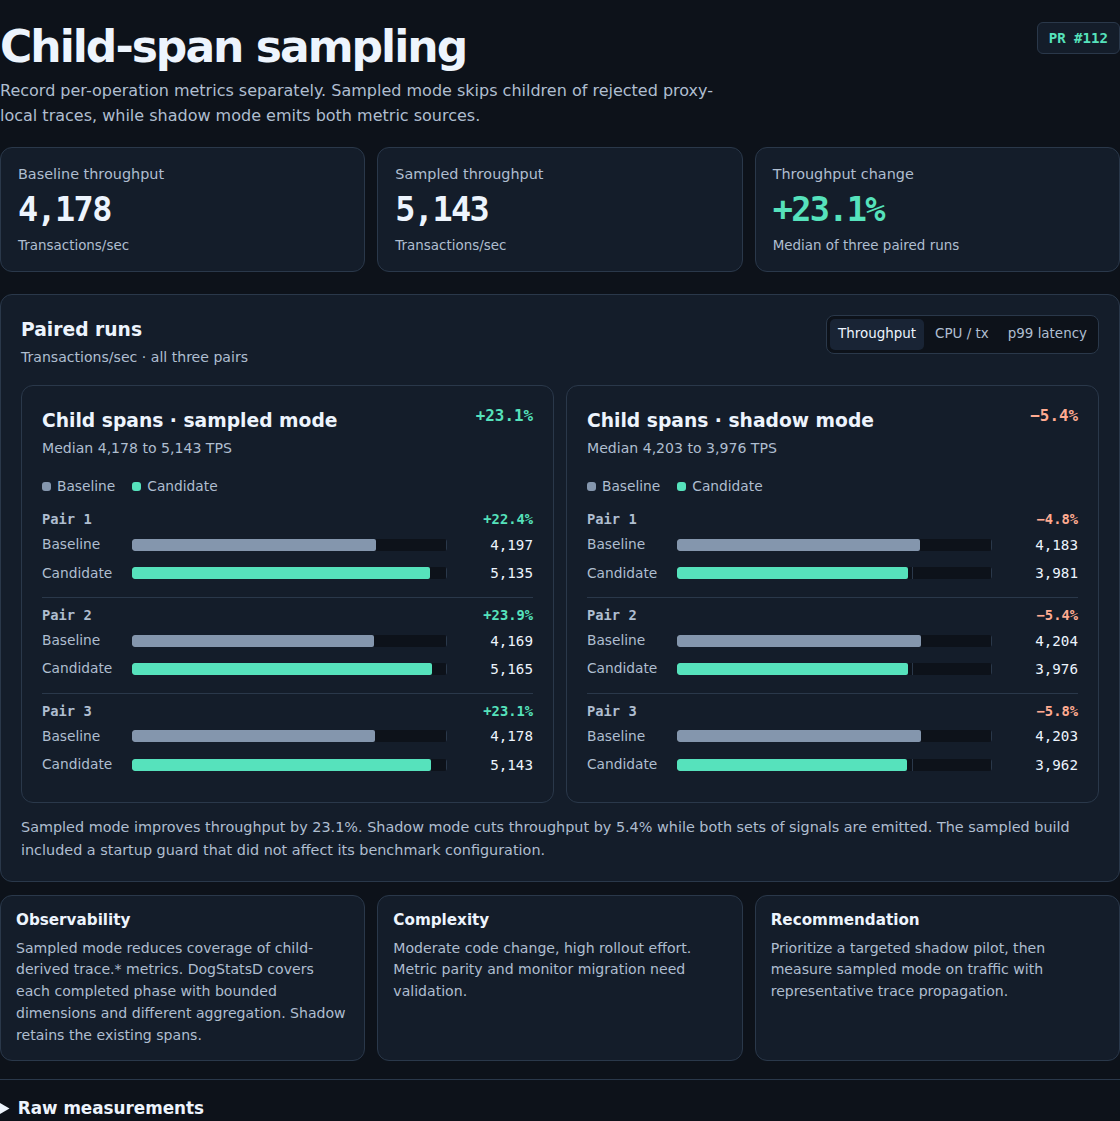 Child-span sampling
PR #112
Record per-operation metrics separately. Sampled mode skips children of rejected proxy-
local traces, while shadow mode emits both metric sources.
Baseline throughput
4,178
Transactions/sec
Sampled throughput
5,143
Transactions/sec
Throughput change
+23.1%
Median of three paired runs
Paired runs
Transactions/sec · all three pairs
Throughput
CPU / tx
p99 latency
Child spans · sampled mode
+23.1%
Median 4,178 to 5,143 TPS
Baseline
Candidate
Pair 1
+22.4%
Baseline
4,197
Candidate
5,135
Pair 2
+23.9%
Baseline
4,169
Candidate
5,165
Pair 3
+23.1%
Baseline
4,178
Candidate
5,143
Child spans · shadow mode
−5.4%
Median 4,203 to 3,976 TPS
Baseline
Candidate
Pair 1
−4.8%
Baseline
4,183
Candidate
3,981
Pair 2
−5.4%
Baseline
4,204
Candidate
3,976
Pair 3
−5.8%
Baseline
4,203
Candidate
3,962
Sampled mode improves throughput by 23.1%. Shadow mode cuts throughput by 5.4% while both sets of signals are emitted. The sampled build
included a startup guard that did not affect its benchmark configuration.
Observability
Sampled mode reduces coverage of child-
derived trace.* metrics. DogStatsD covers
each completed phase with bounded
dimensions and different aggregation. Shadow
retains the existing spans.
Complexity
Moderate code change, high rollout effort.
Metric parity and monitor migration need
validation.
Recommendation
Prioritize a targeted shadow pilot, then
measure sampled mode on traffic with
representative trace propagation.
Raw measurements